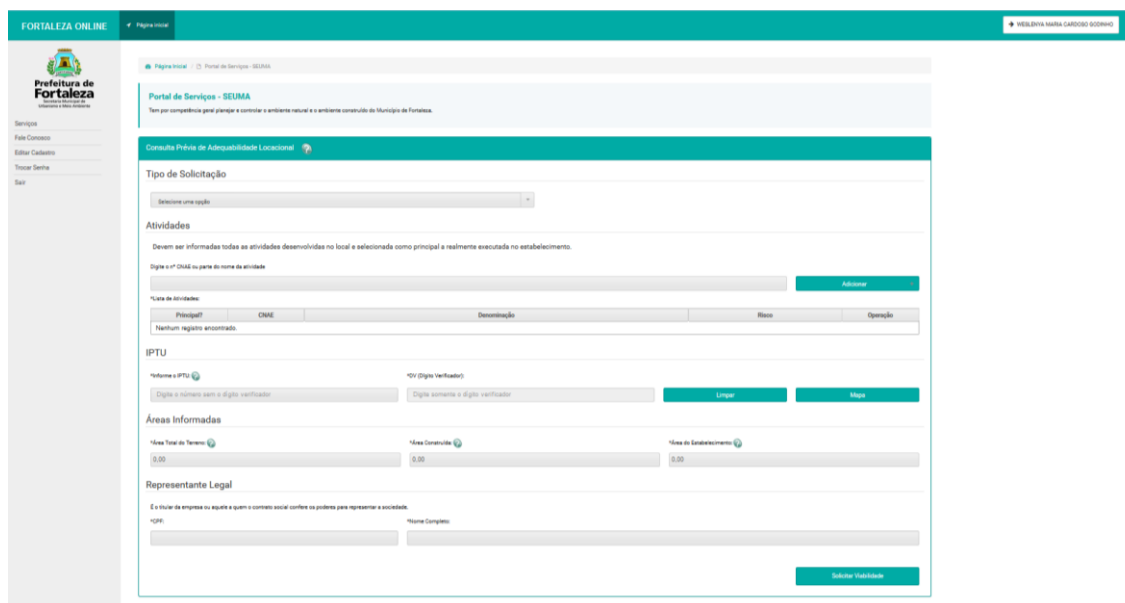 FORTALEZA ONLINE
Página Inicial
WESLENYA MARIA CARDOSO GODINHO
Prefeitura de
Fortaleza
Secretaria Municipal de
Urbanismo e Meio Ambiente
Serviços
Fale Conosco
Editar Cadastro
Trocar Senha
Sair
Página Inicial / Portal de Serviços - SEUMA
Portal de Serviços - SEUMA
Tem por competência geral planejar e controlar o ambiente natural e o ambiente construído do Município de Fortaleza.
Consulta Prévia de Adequabilidade Locacional
Tipo de Solicitação
Selecione uma opção
Atividades
Devem ser informadas todas as atividades desenvolvidas no local e selecionada como principal a realmente executada no estabelecimento.
Digite o nº CNAE ou parte do nome da atividade
Adicionar
*Lista de Atividades:
Principal? CNAE Denominação Risco Operação
Nenhum registro encontrado.
IPTU
*Informe o IPTU: *DV (Dígito Verificador):
Digite o número sem o dígito verificador Digite somente o dígito verificador Limpar Mapa
Áreas Informadas
*Área Total do Terreno: *Área Construída: *Área do Estabelecimento:
0,00 0,00 0,00
Representante Legal
É o titular da empresa ou aquele a quem o contrato social confere os poderes para representar a sociedade.
*CPF: *Nome Completo:
Solicitar Viabilidade